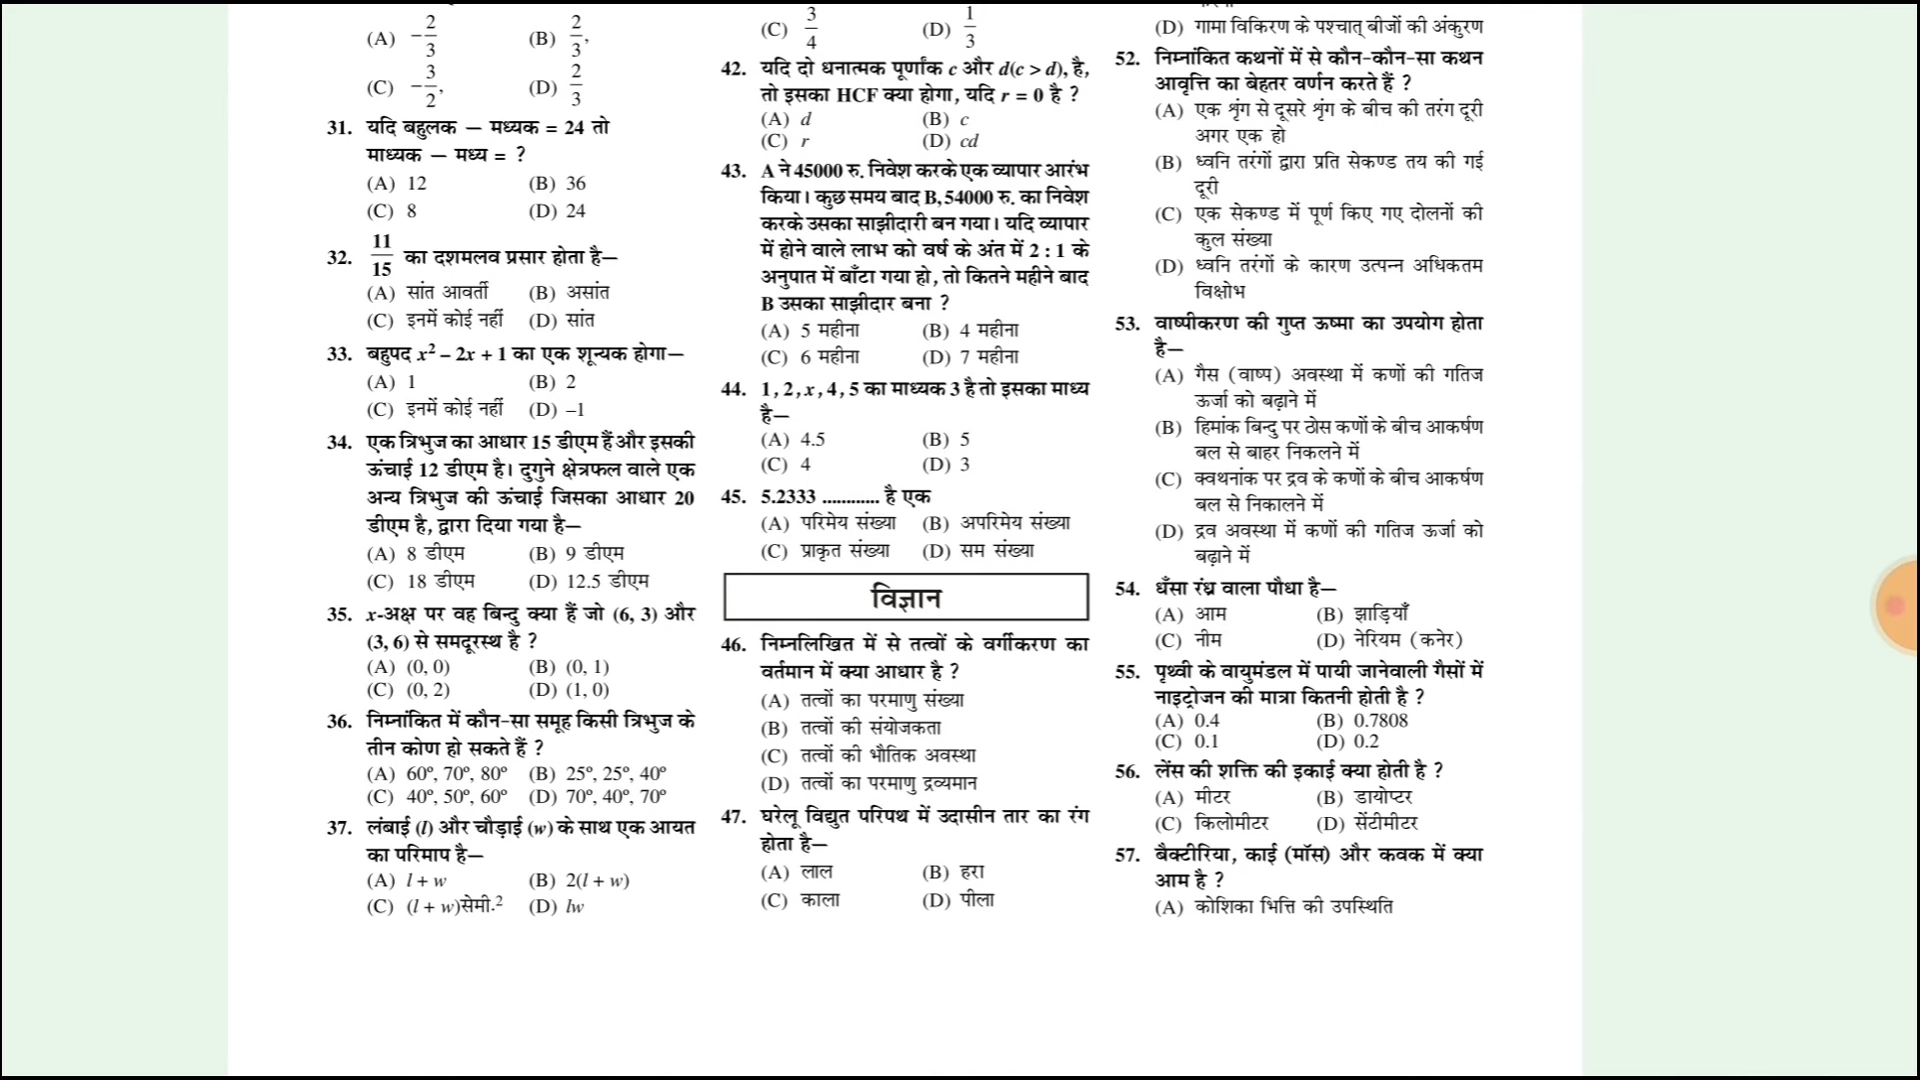 (A) -2/3 (B) 2/3,
(C) -3/2, (D) 2/3
31. यदि बहुलक – मध्यक = 24 तो
माध्यक – मध्य = ?
(A) 12 (B) 36
(C) 8 (D) 24
32. 11/15 का दशमलव प्रसार होता है—
(A) सांत आवर्ती (B) असांत
(C) इनमें कोई नहीं (D) सांत
33. बहुपद x² – 2x + 1 का एक शून्यक होगा—
(A) 1 (B) 2
(C) इनमें कोई नहीं (D) –1
34. एक त्रिभुज का आधार 15 डीएम हैं और इसकी
ऊंचाई 12 डीएम है। दुगुने क्षेत्रफल वाले एक
अन्य त्रिभुज की ऊंचाई जिसका आधार 20
डीएम है, द्वारा दिया गया है—
(A) 8 डीएम (B) 9 डीएम
(C) 18 डीएम (D) 12.5 डीएम
35. x-अक्ष पर वह बिन्दु क्या हैं जो (6, 3) और
(3, 6) से समदूरस्थ है ?
(A) (0, 0) (B) (0, 1)
(C) (0, 2) (D) (1, 0)
36. निम्नांकित में कौन-सा समूह किसी त्रिभुज के
तीन कोण हो सकते हैं ?
(A) 60º, 70º, 80º (B) 25º, 25º, 40º
(C) 40º, 50º, 60º (D) 70º, 40º, 70º
37. लंबाई (l) और चौड़ाई (w) के साथ एक आयत
का परिमाप है—
(A) l + w (B) 2(l + w)
(C) (l + w)सेमी.² (D) lw
(C) 3/4 (D) 1/3
42. यदि दो धनात्मक पूर्णांक c और d(c > d), है,
तो इसका HCF क्या होगा, यदि r = 0 है ?
(A) d (B) c
(C) r (D) cd
43. A ने 45000 रु. निवेश करके एक व्यापार आरंभ
किया। कुछ समय बाद B, 54000 रु. का निवेश
करके उसका साझीदारी बन गया। यदि व्यापार
में होने वाले लाभ को वर्ष के अंत में 2 : 1 के
अनुपात में बाँटा गया हो, तो कितने महीने बाद
B उसका साझीदार बना ?
(A) 5 महीना (B) 4 महीना
(C) 6 महीना (D) 7 महीना
44. 1, 2, x, 4, 5 का माध्यक 3 है तो इसका माध्य
है—
(A) 4.5 (B) 5
(C) 4 (D) 3
45. 5.2333 ............ है एक
(A) परिमेय संख्या (B) अपरिमेय संख्या
(C) प्राकृत संख्या (D) सम संख्या
विज्ञान
46. निम्नलिखित में से तत्वों के वर्गीकरण का
वर्तमान में क्या आधार है ?
(A) तत्वों का परमाणु संख्या
(B) तत्वों की संयोजकता
(C) तत्वों की भौतिक अवस्था
(D) तत्वों का परमाणु द्रव्यमान
47. घरेलू विद्युत परिपथ में उदासीन तार का रंग
होता है—
(A) लाल (B) हरा
(C) काला (D) पीला
(D) गामा विकिरण के पश्चात् बीजों की अंकुरण
52. निम्नांकित कथनों में से कौन-कौन-सा कथन
आवृत्ति का बेहतर वर्णन करते हैं ?
(A) एक शृंग से दूसरे शृंग के बीच की तरंग दूरी
अगर एक हो
(B) ध्वनि तरंगों द्वारा प्रति सेकण्ड तय की गई
दूरी
(C) एक सेकण्ड में पूर्ण किए गए दोलनों की
कुल संख्या
(D) ध्वनि तरंगों के कारण उत्पन्न अधिकतम
विक्षोभ
53. वाष्पीकरण की गुप्त ऊष्मा का उपयोग होता
है—
(A) गैस (वाष्प) अवस्था में कणों की गतिज
ऊर्जा को बढ़ाने में
(B) हिमांक बिन्दु पर ठोस कणों के बीच आकर्षण
बल से बाहर निकलने में
(C) क्वथनांक पर द्रव के कणों के बीच आकर्षण
बल से निकालने में
(D) द्रव अवस्था में कणों की गतिज ऊर्जा को
बढ़ाने में
54. धँसा रंध्र वाला पौधा है—
(A) आम (B) झाड़ियाँ
(C) नीम (D) नेरियम (कनेर)
55. पृथ्वी के वायुमंडल में पायी जानेवाली गैसों में
नाइट्रोजन की मात्रा कितनी होती है ?
(A) 0.4 (B) 0.7808
(C) 0.1 (D) 0.2
56. लेंस की शक्ति की इकाई क्या होती है ?
(A) मीटर (B) डायोप्टर
(C) किलोमीटर (D) सेंटीमीटर
57. बैक्टीरिया, काई (मॉस) और कवक में क्या
आम है ?
(A) कोशिका भित्ति की उपस्थिति